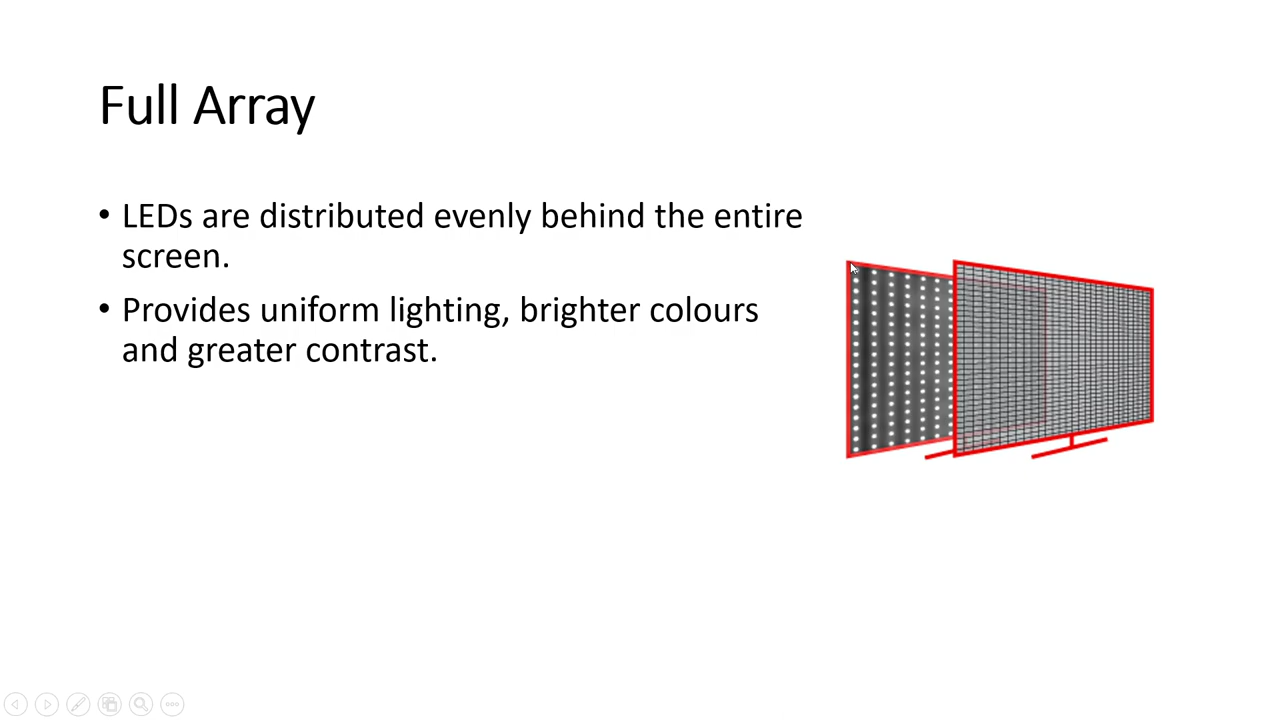 Full Array
• LEDs are distributed evenly behind the entire
screen.
• Provides uniform lighting, brighter colours
and greater contrast.